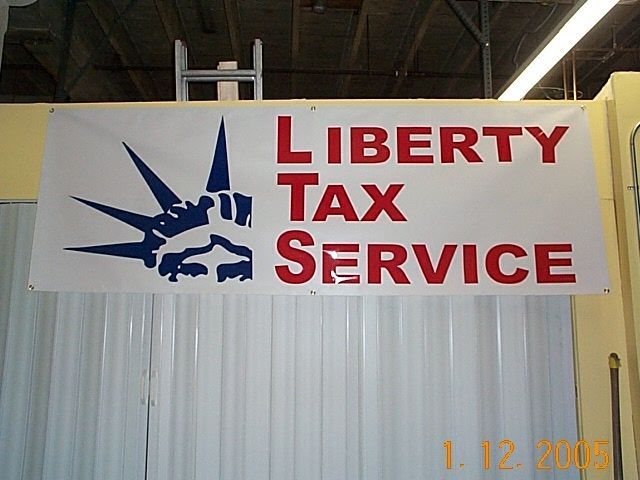 LIBERTY
TAX
SERVICE
1. 12. 2005